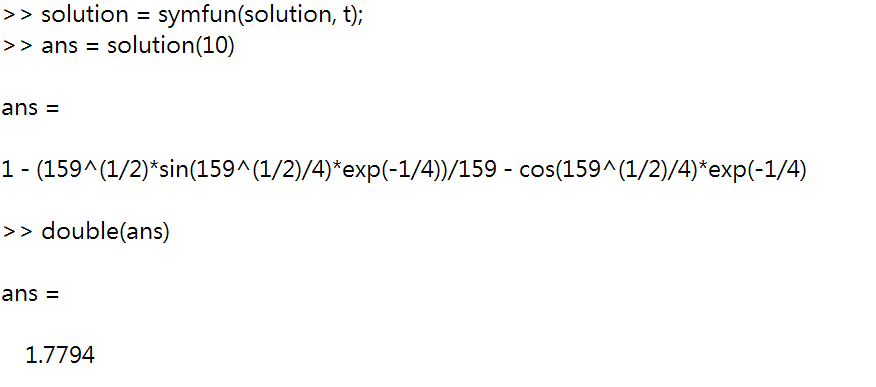 >> solution = symfun(solution, t);
>> ans = solution(10)
ans =
1 - (159^(1/2)*sin(159^(1/2)/4)*exp(-1/4))/159 - cos(159^(1/2)/4)*exp(-1/4)
>> double(ans)
ans =
1.7794